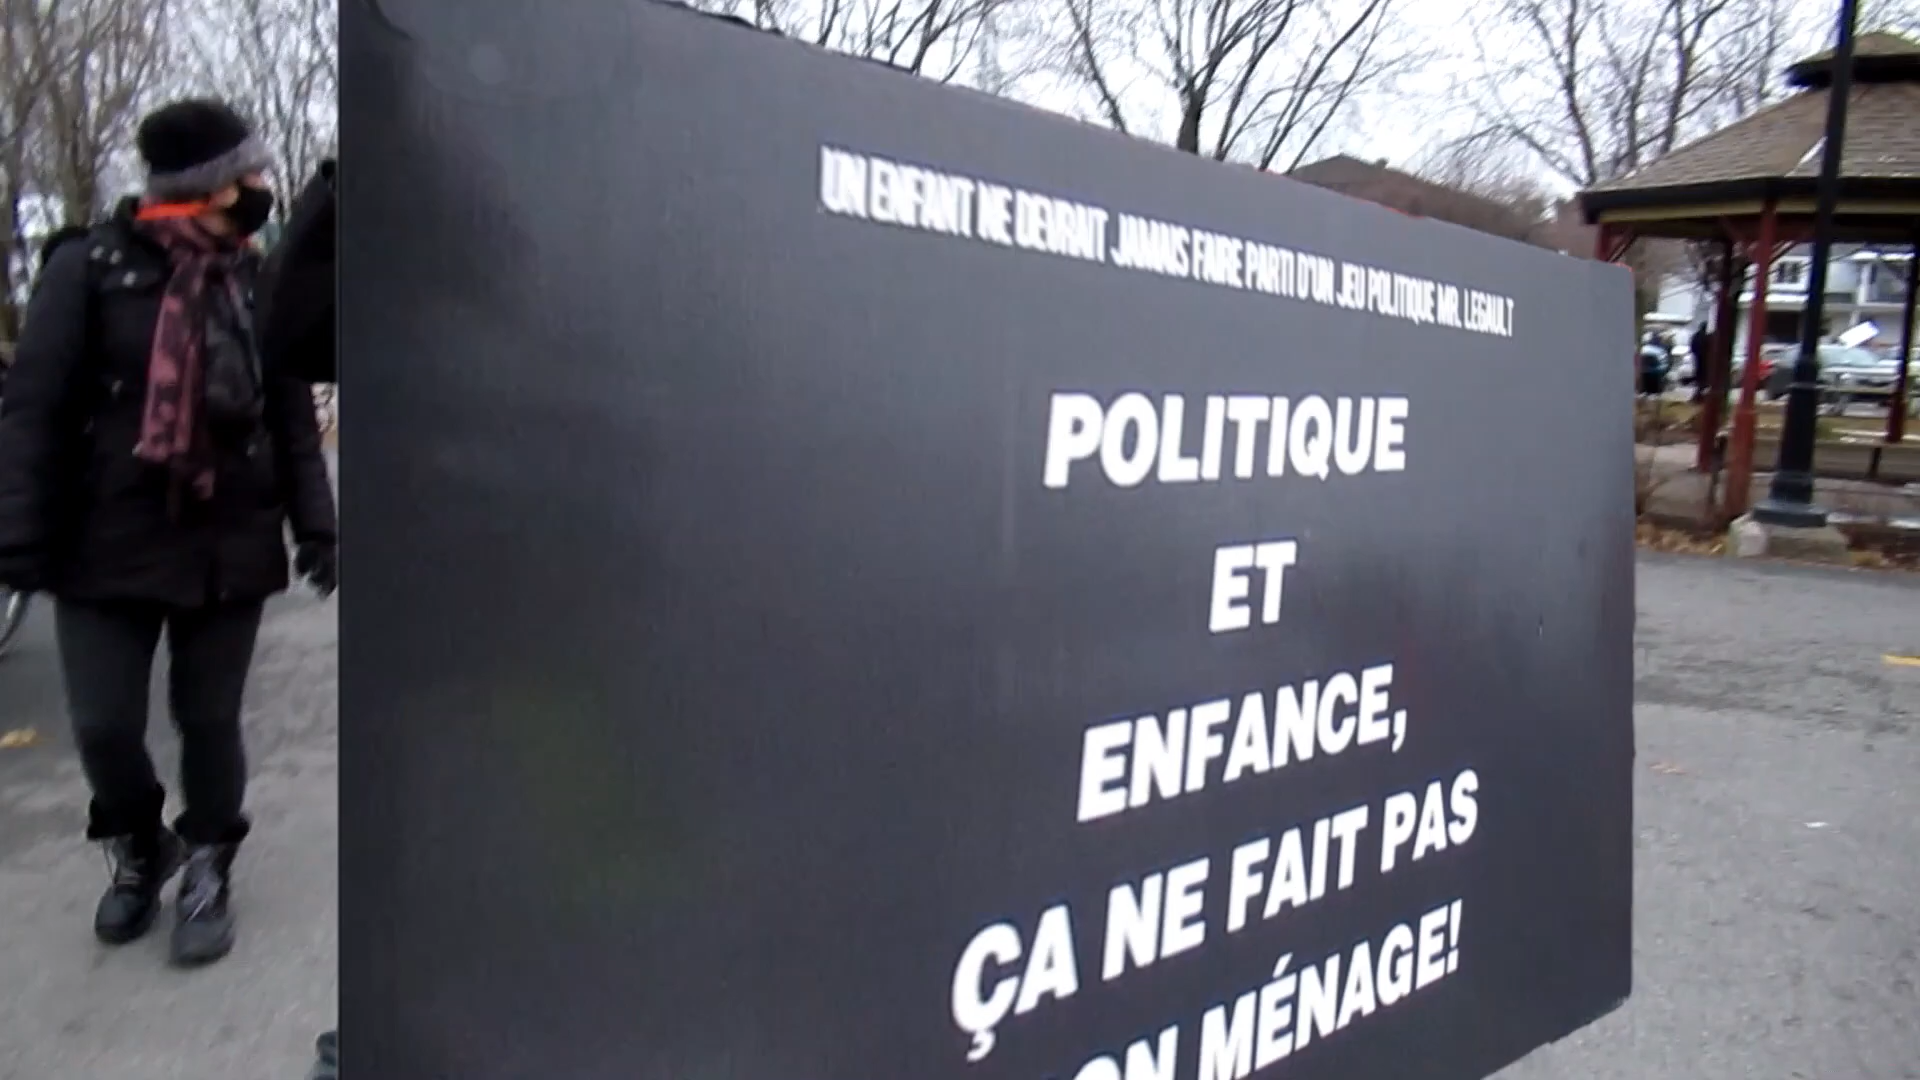 UN ENFANT NE DEVRAIT JAMAIS FAIRE PARTI D'UN JEU POLITIQUE MR. LEGAULT
POLITIQUE
ET
ENFANCE,
ÇA NE FAIT PAS
MÉNAGE!